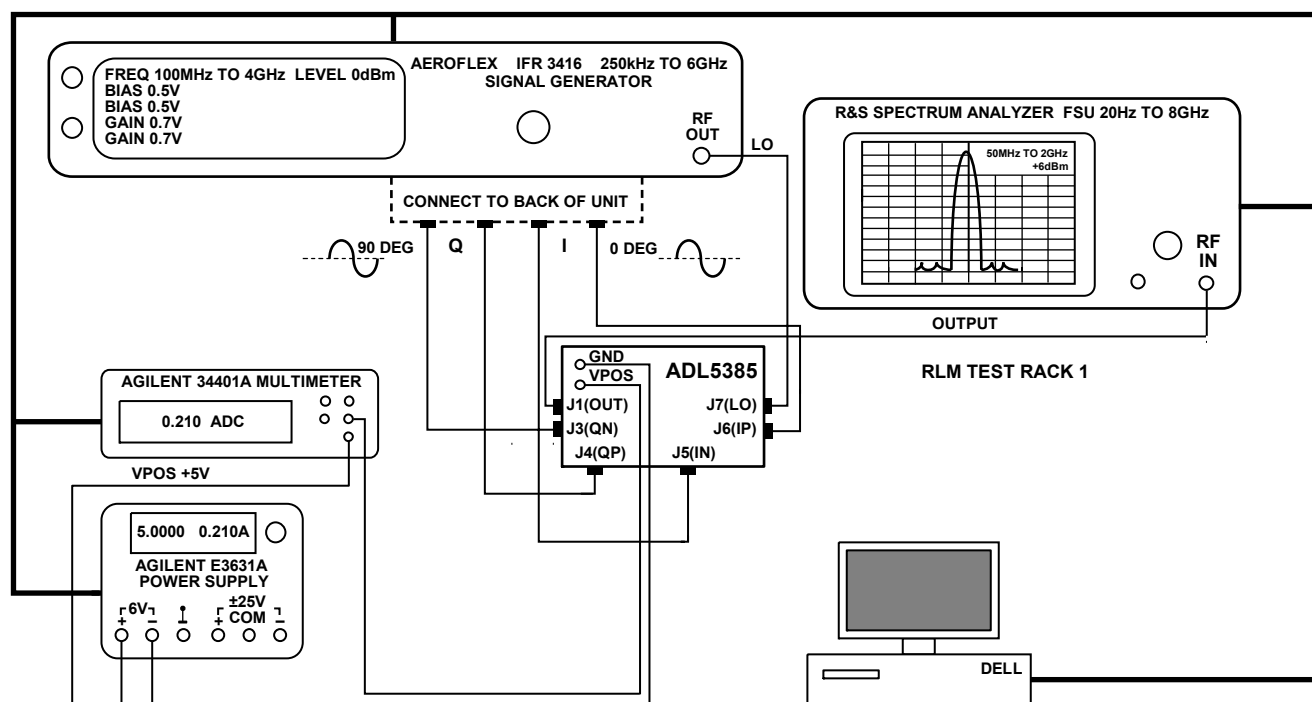 AEROFLEX IFR 3416 250kHz TO 6GHz
SIGNAL GENERATOR
FREQ 100MHz TO 4GHz LEVEL 0dBm
BIAS 0.5V
BIAS 0.5V
GAIN 0.7V
GAIN 0.7V
RF
OUT
LO
CONNECT TO BACK OF UNIT
90 DEG
Q
I
0 DEG
R&S SPECTRUM ANALYZER FSU 20Hz TO 8GHz
50MHz TO 2GHz
+6dBm
RF
IN
OUTPUT
RLM TEST RACK 1
GND
VPOS
ADL5385
J1(OUT)
J7(LO)
J3(QN)
J6(IP)
J4(QP)
J5(IN)
AGILENT 34401A MULTIMETER
0.210 ADC
VPOS +5V
5.0000 0.210A
AGILENT E3631A
POWER SUPPLY
6V
±25V
+ − + COM −
DELL